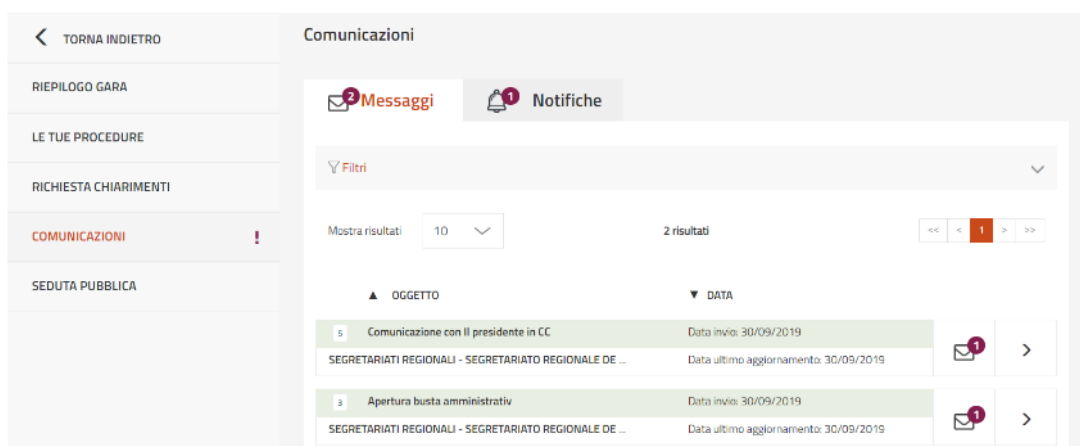 TORNA INDIETRO
RIEPILOGO GARA
LE TUE PROCEDURE
RICHIESTA CHIARIMENTI
COMUNICAZIONI !
SEDUTA PUBBLICA
Comunicazioni
2 Messaggi
1 Notifiche
Filtri
Mostra risultati 10 2 risultati << < 1 > >>
▲ OGGETTO ▼ DATA
5 Comunicazione con Il presidente in CC Data invio: 30/09/2019
SEGRETARIATI REGIONALI - SEGRETARIATO REGIONALE DE ... Data ultimo aggiornamento: 30/09/2019
1
3 Apertura busta amministrativ Data invio: 30/09/2019
SEGRETARIATI REGIONALI - SEGRETARIATO REGIONALE DE ... Data ultimo aggiornamento: 30/09/2019
1